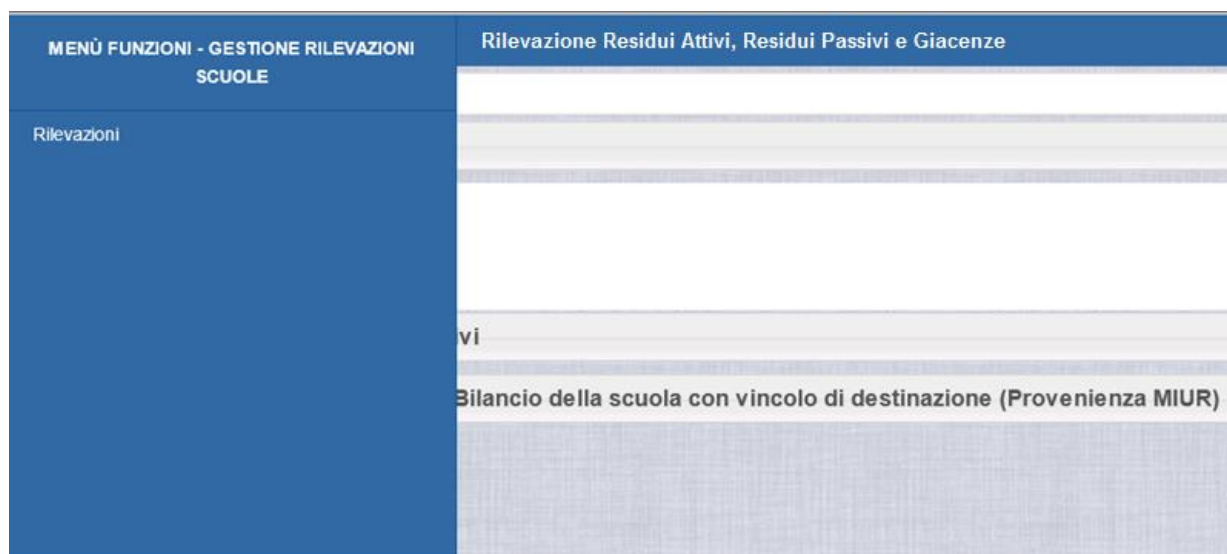 MENÙ FUNZIONI - GESTIONE RILEVAZIONI
SCUOLE
Rilevazioni
Rilevazione Residui Attivi, Residui Passivi e Giacenze
ivi
Bilancio della scuola con vincolo di destinazione (Provenienza MIUR)